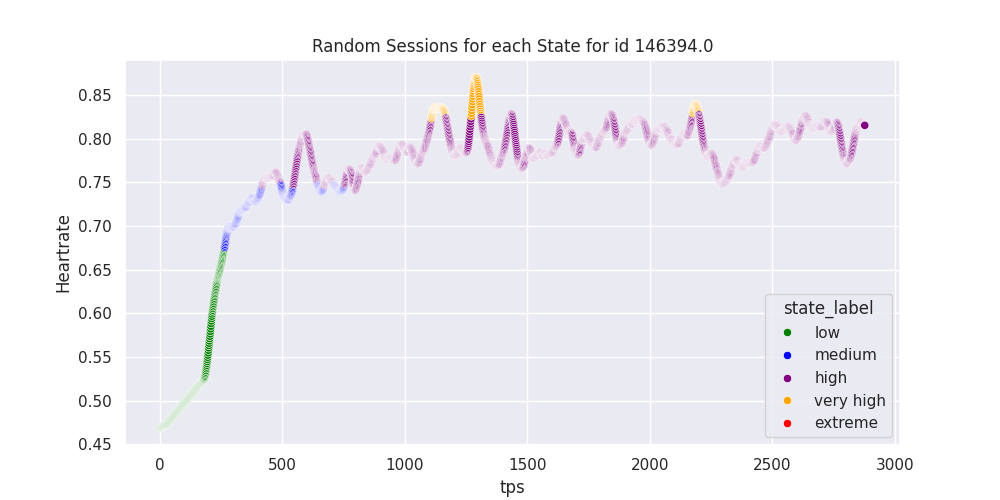 Random Sessions for each State for id 146394.0
Heartrate
0.85
0.80
0.75
0.70
0.65
0.60
0.55
0.50
0.45
0
500
1000
1500
2000
2500
3000
tps
state_label
low
medium
high
very high
extreme